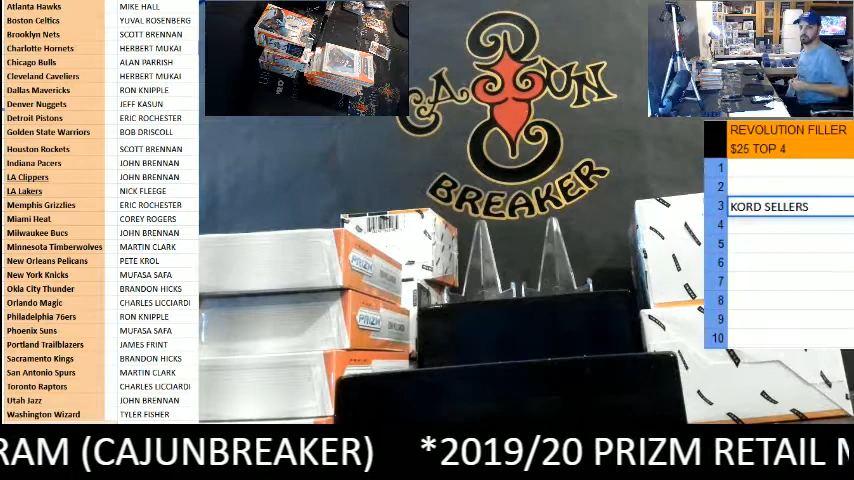 Atlanta Hawks MIKE HALL
Boston Celtics YUVAL ROSENBERG
Brooklyn Nets SCOTT BRENNAN
Charlotte Hornets HERBERT MUKAI
Chicago Bulls ALAN PARRISH
Cleveland Cavaliers HERBERT MUKAI
Dallas Mavericks RON KNIPPLE
Denver Nuggets JEFF KASUN
Detroit Pistons ERIC ROCHESTER
Golden State Warriors BOB DRISCOLL
Houston Rockets SCOTT BRENNAN
Indiana Pacers JOHN BRENNAN
LA Clippers JOHN BRENNAN
LA Lakers NICK FLEEGE
Memphis Grizzlies ERIC ROCHESTER
Miami Heat COREY ROGERS
Milwaukee Bucs JOHN BRENNAN
Minnesota Timberwolves MARTIN CLARK
New Orleans Pelicans PETE KROL
New York Knicks MUFASA SAFA
Okla City Thunder BRANDON HICKS
Orlando Magic CHARLES LICCIARDI
Philadelphia 76ers RON KNIPPLE
Phoenix Suns MUFASA SAFA
Portland Trailblazers JAMES FRINT
Sacramento Kings BRANDON HICKS
San Antonio Spurs MARTIN CLARK
Toronto Raptors CHARLES LICCIARDI
Utah Jazz JOHN BRENNAN
Washington Wizard TYLER FISHER
CAJUN
BREAKER
PRIZM
PRIZM
REVOLUTION FILLER
$25 TOP 4
1
2
3 KORD SELLERS
4
5
6
7
8
9
10
RAM (CAJUNBREAKER) *2019/20 PRIZM RETAIL